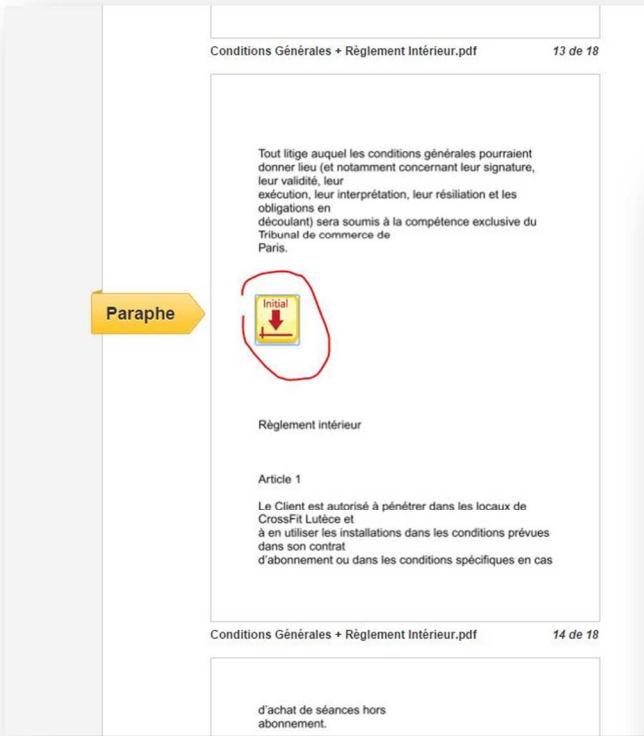 Conditions Générales + Règlement Intérieur.pdf 13 de 18
Tout litige auquel les conditions générales pourraient
donner lieu (et notamment concernant leur signature,
leur validité, leur
exécution, leur interprétation, leur résiliation et les
obligations en
découlant) sera soumis à la compétence exclusive du
Tribunal de commerce de
Paris.
Paraphe
Initial
Règlement intérieur
Article 1
Le Client est autorisé à pénétrer dans les locaux de
CrossFit Lutèce et
à en utiliser les installations dans les conditions prévues
dans son contrat
d'abonnement ou dans les conditions spécifiques en cas
Conditions Générales + Règlement Intérieur.pdf 14 de 18
d'achat de séances hors
abonnement.